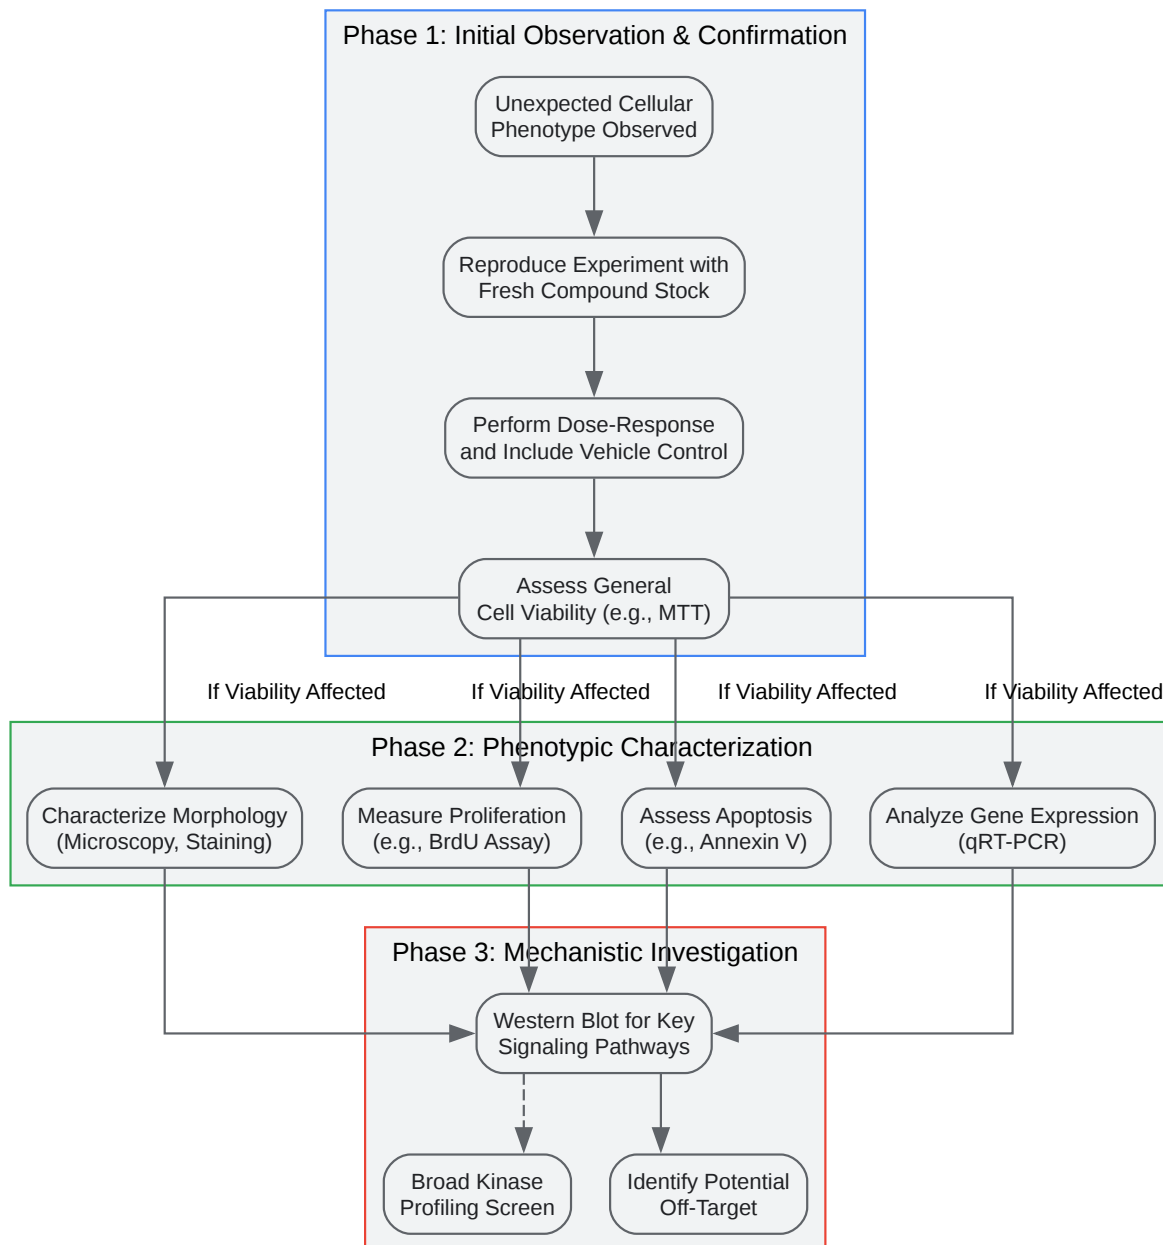 Phase 1: Initial Observation & Confirmation
Unexpected Cellular
Phenotype Observed
Reproduce Experiment with
Fresh Compound Stock
Perform Dose-Response
and Include Vehicle Control
Assess General
Cell Viability (e.g., MTT)
If Viability Affected
If Viability Affected
If Viability Affected
If Viability Affected
Phase 2: Phenotypic Characterization
Characterize Morphology
(Microscopy, Staining)
Measure Proliferation
(e.g., BrdU Assay)
Assess Apoptosis
(e.g., Annexin V)
Analyze Gene Expression
(qRT-PCR)
Phase 3: Mechanistic Investigation
Western Blot for Key
Signaling Pathways
Broad Kinase
Profiling Screen
Identify Potential
Off-Target